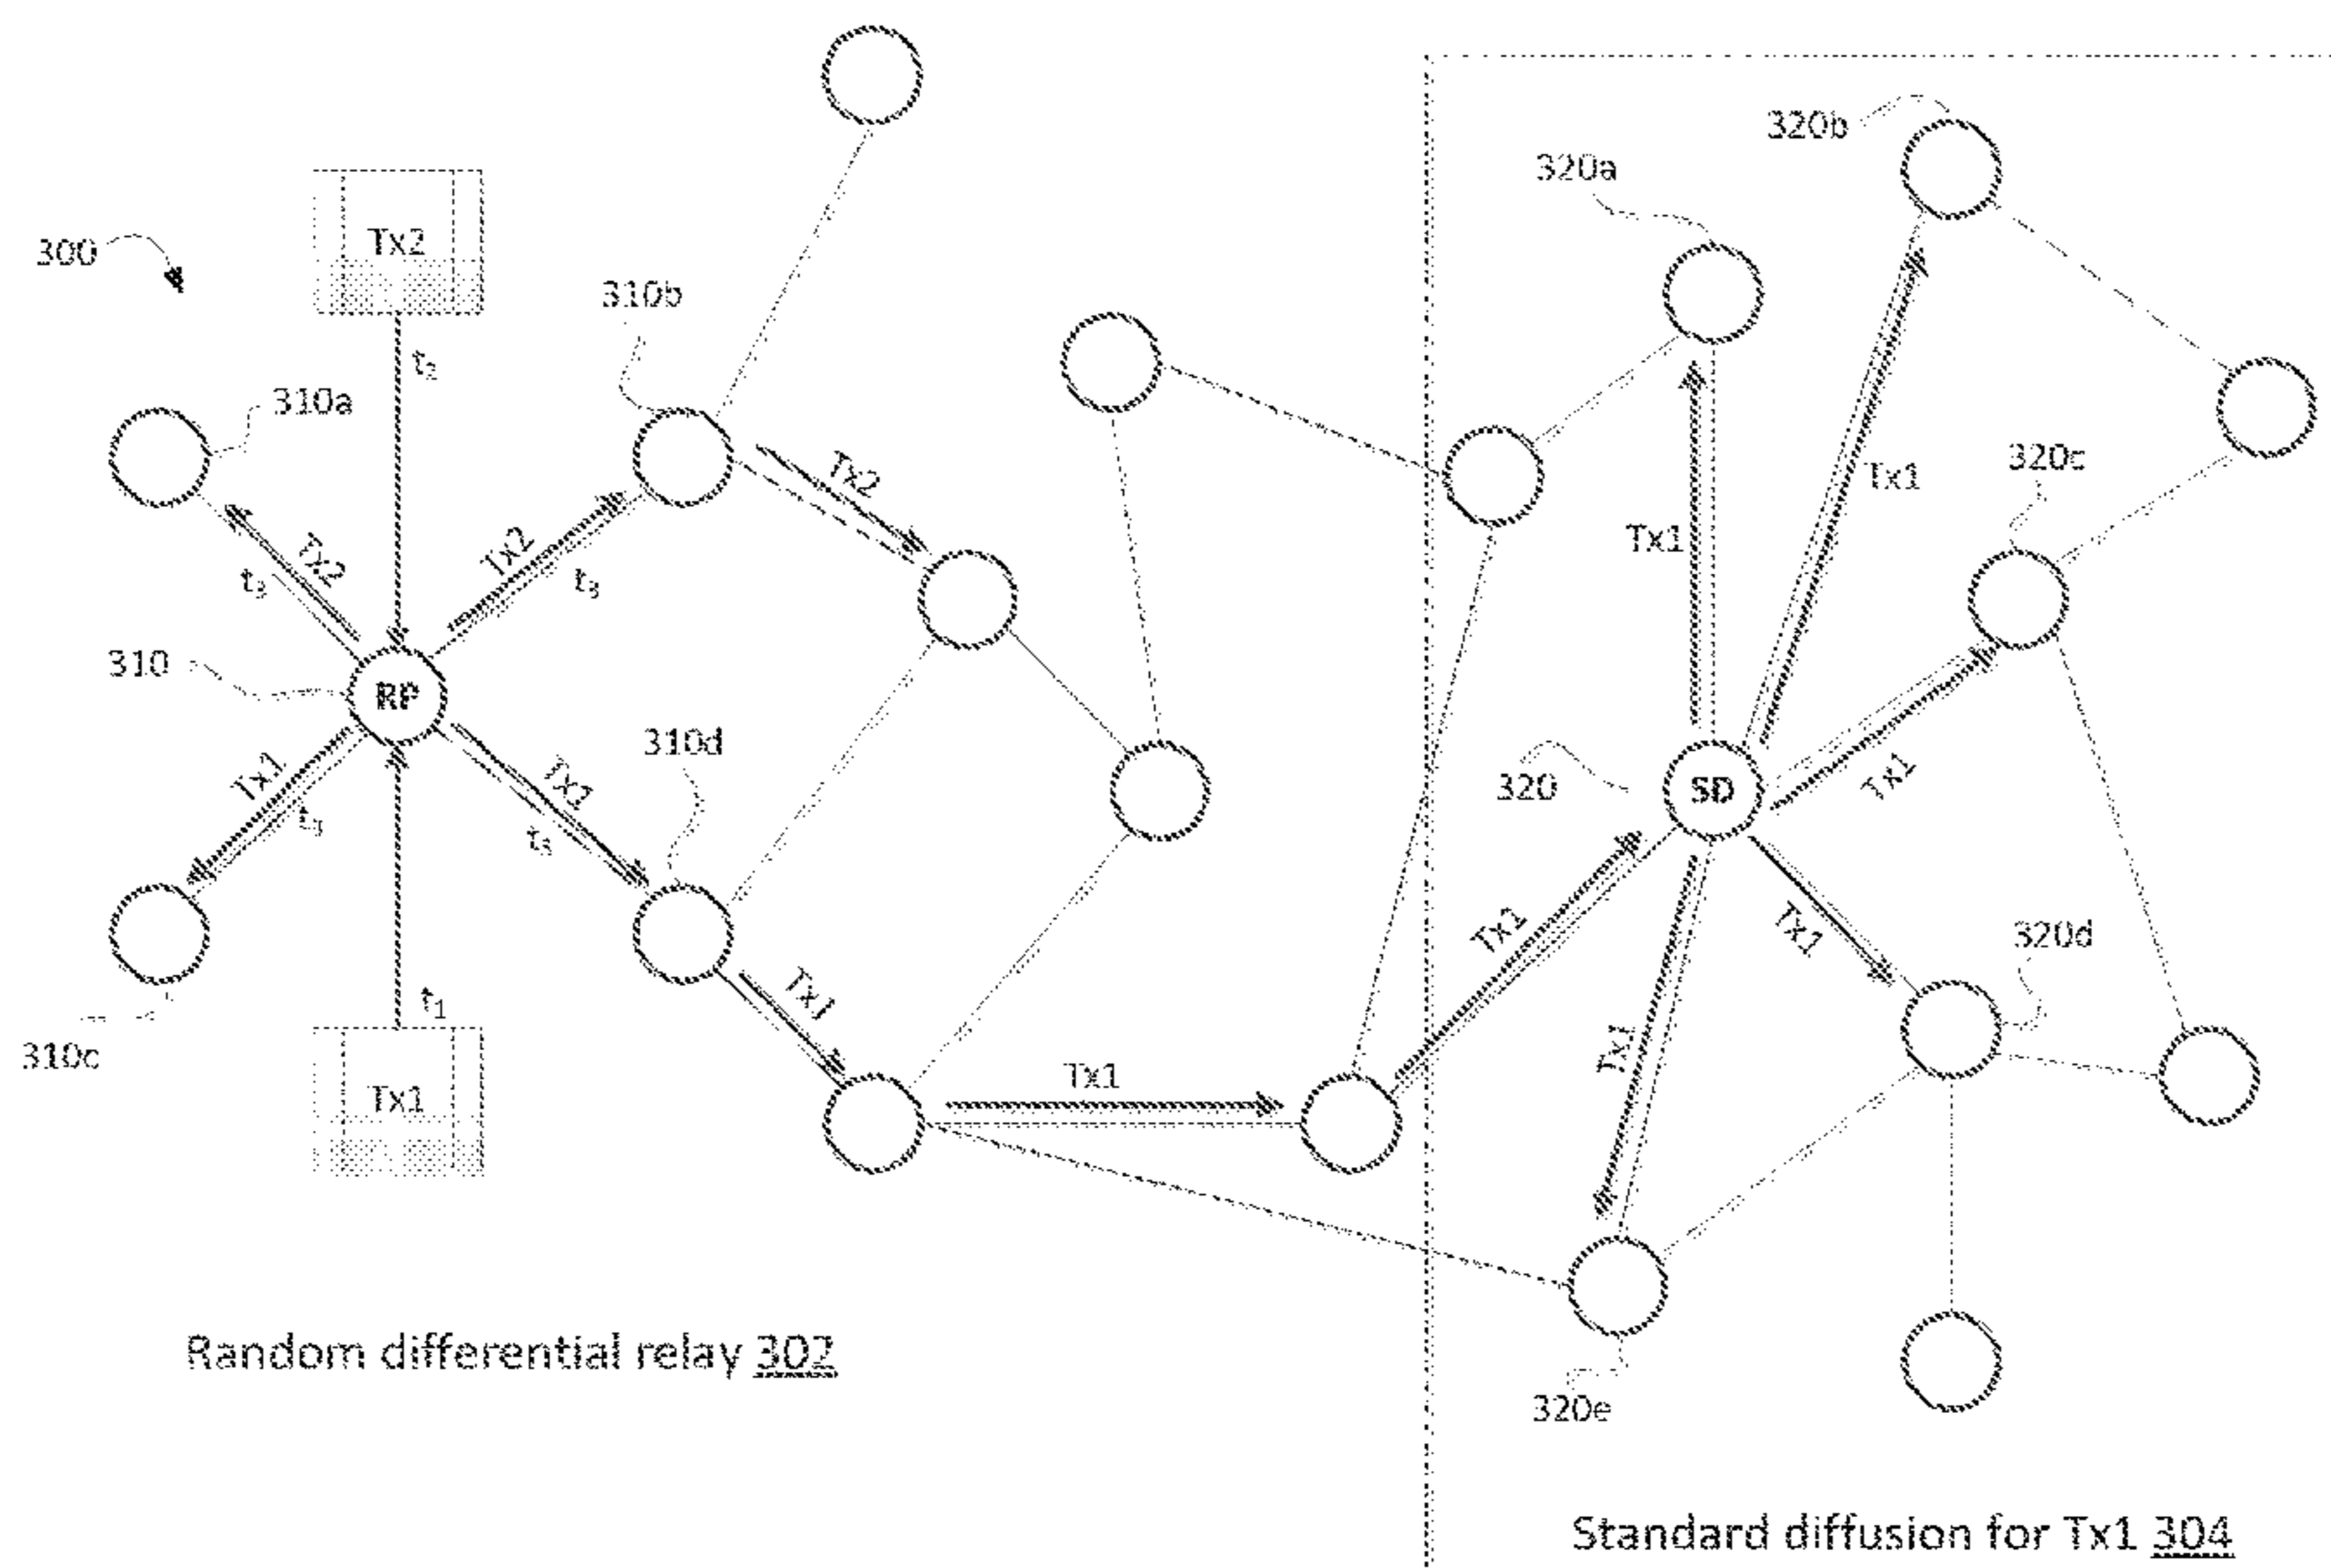 320b
320a
300
Tx2
310b
t₂
310a
Tx2
320c
Tx1
Tx2
Tx2
Tx1
t₃
t₃
310
RP
310d
Tx1
Tx1
320
SD
Tx1
t₃
t₃
Tx1
Tx1
320d
Tx1
t₁
Tx1
310c
Tx1
Tx1
Random differential relay 302
320e
Standard diffusion for Tx1 304